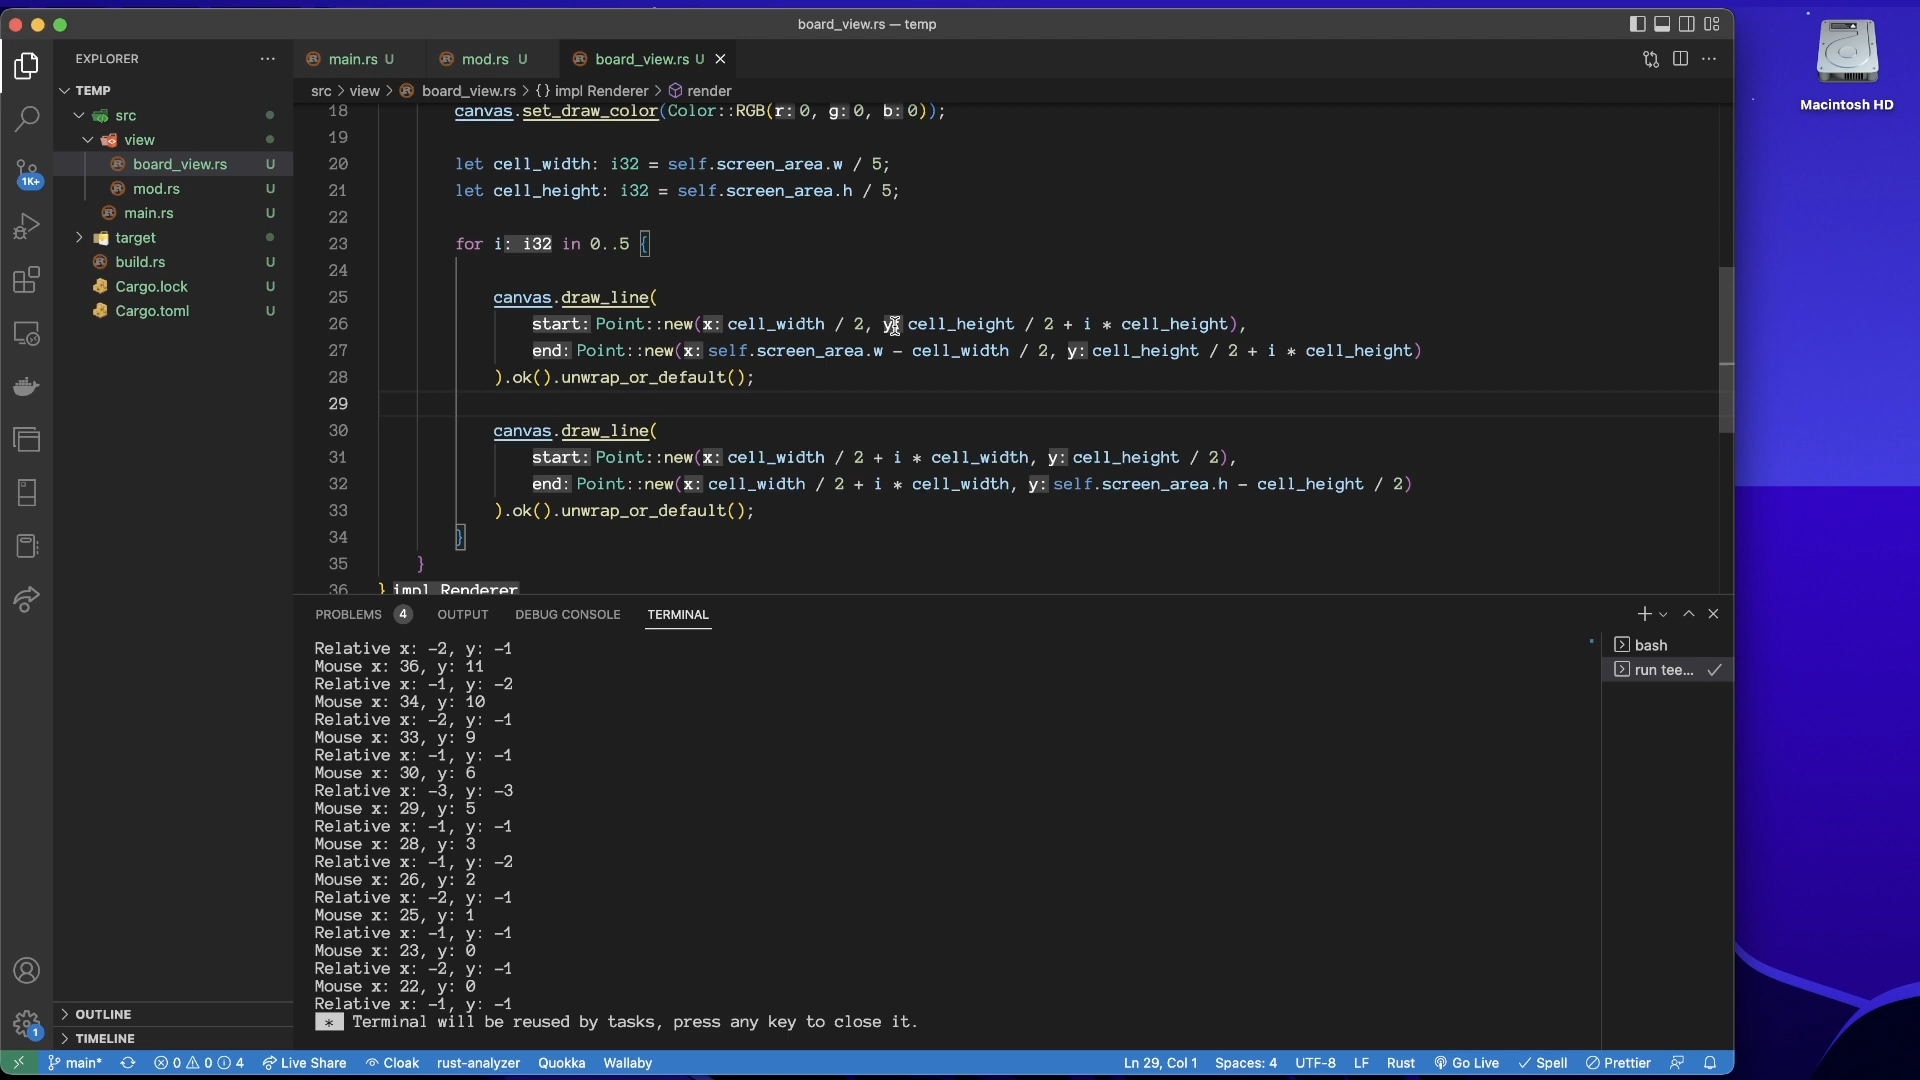 board_view.rs — temp
Macintosh HD
EXPLORER
main.rs U
mod.rs U
board_view.rs U
TEMP
src > view > board_view.rs > {} impl Renderer > render
src
view
board_view.rs U
mod.rs U
main.rs U
target
build.rs U
Cargo.lock U
Cargo.toml U
1K+
18 canvas.set_draw_color(Color::RGB(r: 0, g: 0, b: 0));
19
20 let cell_width: i32 = self.screen_area.w / 5;
21 let cell_height: i32 = self.screen_area.h / 5;
22
23 for i: i32 in 0..5 {
24
25 canvas.draw_line(
26 start: Point::new(x: cell_width / 2, y: cell_height / 2 + i * cell_height),
27 end: Point::new(x: self.screen_area.w - cell_width / 2, y: cell_height / 2 + i * cell_height)
28 ).ok().unwrap_or_default();
29
30 canvas.draw_line(
31 start: Point::new(x: cell_width / 2 + i * cell_width, y: cell_height / 2),
32 end: Point::new(x: cell_width / 2 + i * cell_width, y: self.screen_area.h - cell_height / 2)
33 ).ok().unwrap_or_default();
34 }
35 }
36 } impl Renderer
PROBLEMS 4 OUTPUT DEBUG CONSOLE TERMINAL
bash
run tee...
Relative x: -2, y: -1
Mouse x: 36, y: 11
Relative x: -1, y: -2
Mouse x: 34, y: 10
Relative x: -2, y: -1
Mouse x: 33, y: 9
Relative x: -1, y: -1
Mouse x: 30, y: 6
Relative x: -3, y: -3
Mouse x: 29, y: 5
Relative x: -1, y: -1
Mouse x: 28, y: 3
Relative x: -1, y: -2
Mouse x: 26, y: 2
Relative x: -2, y: -1
Mouse x: 25, y: 1
Relative x: -1, y: -1
Mouse x: 23, y: 0
Relative x: -2, y: -1
Mouse x: 22, y: 0
Relative x: -1, y: -1
* Terminal will be reused by tasks, press any key to close it.
OUTLINE
TIMELINE
1
main* 0 0 4 Live Share Cloak rust-analyzer Quokka Wallaby Ln 29, Col 1 Spaces: 4 UTF-8 LF Rust Go Live Spell Prettier